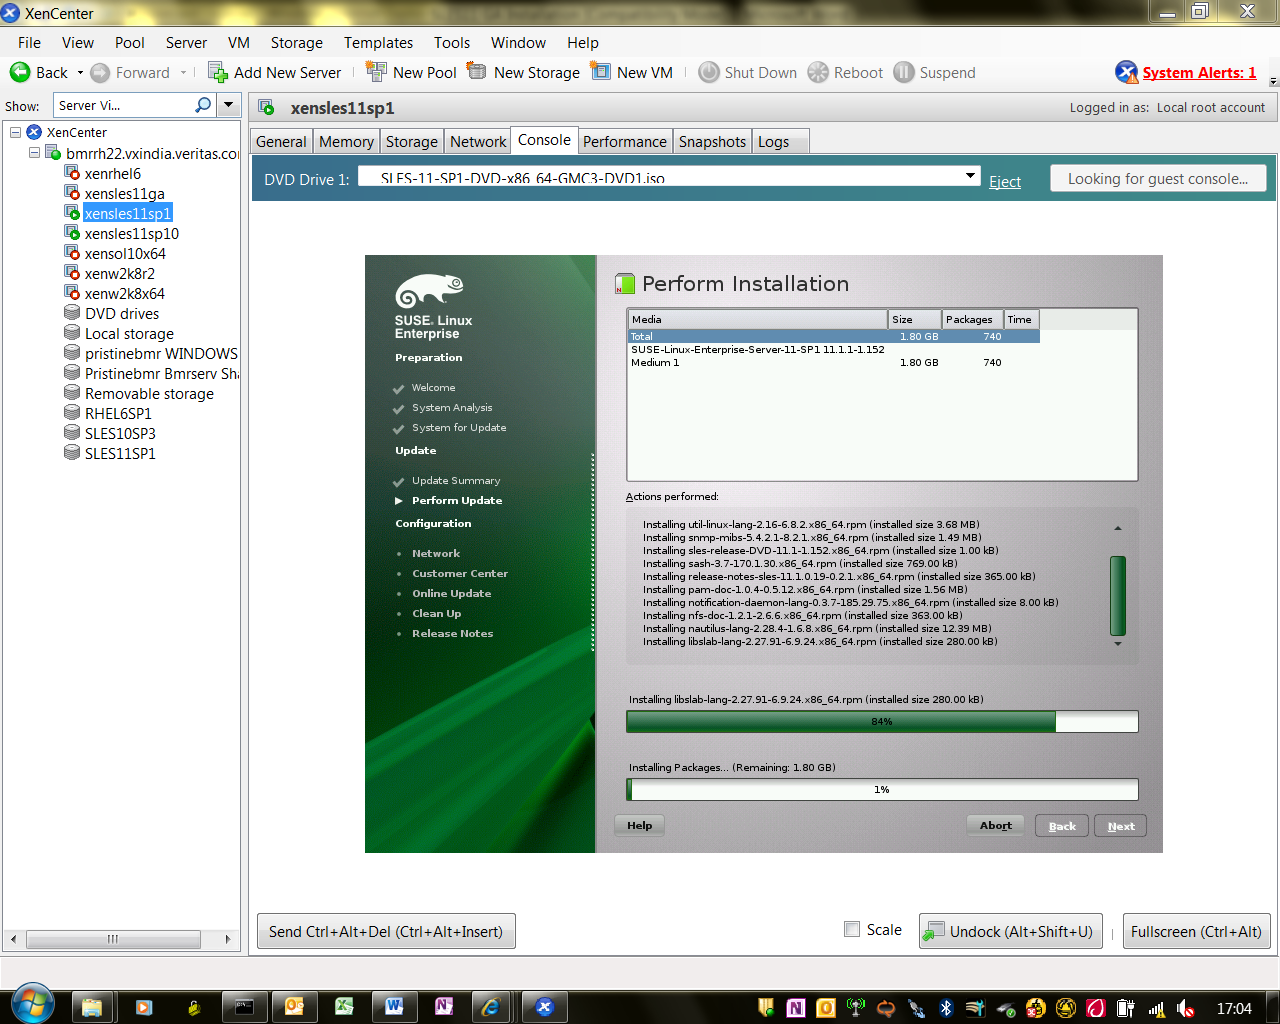 XenCenter
File View Pool Server VM Storage Templates Tools Window Help
Back Forward Add New Server New Pool New Storage New VM Shut Down Reboot Suspend System Alerts: 1
Show: Server Vi...
xensles11sp1 Logged in as: Local root account
XenCenter
bmrrh22.vxindia.veritas.co
xenrhel6
xensles11ga
xensles11sp1
xensles11sp10
xensol10x64
xenw2k8r2
xenw2k8x64
DVD drives
Local storage
pristinebmr WINDOWS
Pristinebmr Bmrserv Sha
Removable storage
RHEL6SP1
SLES10SP3
SLES11SP1
General Memory Storage Network Console Performance Snapshots Logs
DVD Drive 1: SLES-11-SP1-DVD-x86_64-GMC3-DVD1.iso Eject Looking for guest console...
SUSE® Linux
Enterprise
Preparation
Welcome
System Analysis
System for Update
Update
Update Summary
Perform Update
Configuration
Network
Customer Center
Online Update
Clean Up
Release Notes
Perform Installation
Media Size Packages Time
Total 1.80 GB 740
SUSE-Linux-Enterprise-Server-11-SP1 11.1.1-1.152
Medium 1 1.80 GB 740
Actions performed:
Installing util-linux-lang-2.16-6.8.2.x86_64.rpm (installed size 3.68 MB)
Installing snmp-mibs-5.4.2.1-8.2.1.x86_64.rpm (installed size 1.49 MB)
Installing sles-release-DVD-11.1-1.152.x86_64.rpm (installed size 1.00 kB)
Installing sash-3.7-170.1.30.x86_64.rpm (installed size 769.00 kB)
Installing release-notes-sles-11.1.0.19-0.2.1.x86_64.rpm (installed size 365.00 kB)
Installing pam-doc-1.0.4-0.5.12.x86_64.rpm (installed size 1.56 MB)
Installing notification-daemon-lang-0.3.7-185.29.75.x86_64.rpm (installed size 8.00 kB)
Installing nfs-doc-1.2.1-2.6.6.x86_64.rpm (installed size 363.00 kB)
Installing nautilus-lang-2.28.4-1.6.8.x86_64.rpm (installed size 12.39 MB)
Installing libslab-lang-2.27.91-6.9.24.x86_64.rpm (installed size 280.00 kB)
Installing libslab-lang-2.27.91-6.9.24.x86_64.rpm (installed size 280.00 kB)
84%
Installing Packages... (Remaining: 1.80 GB)
1%
Help Abort Back Next
Send Ctrl+Alt+Del (Ctrl+Alt+Insert) Scale Undock (Alt+Shift+U) Fullscreen (Ctrl+Alt)
17:04